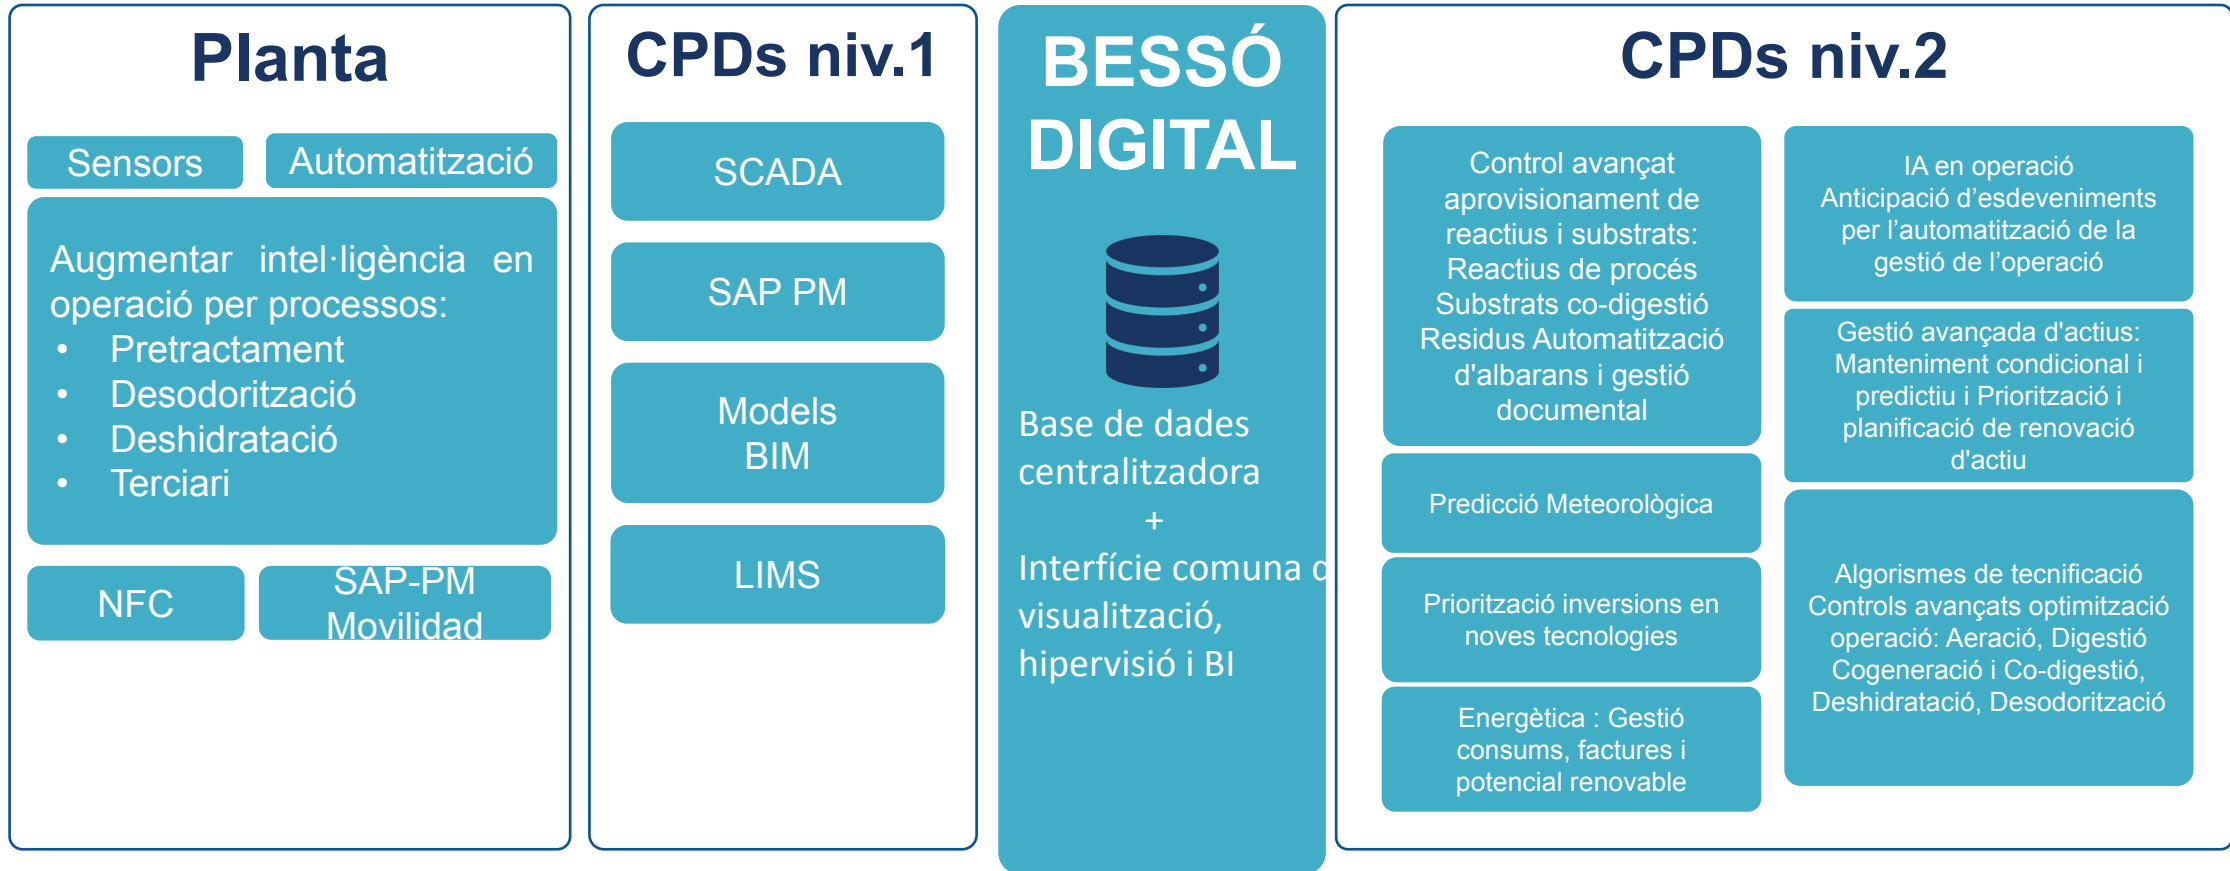 Planta
Sensors
Automatització
Augmentar intel·ligència en
operació per processos:
• Pretractament
• Desodorització
• Deshidratació
• Terciari
NFC
SAP-PM
Movilidad
CPDs niv.1
SCADA
SAP PM
Models
BIM
LIMS
BESSÓ
DIGITAL
Base de dades
centralitzadora
+
Interfície comuna d
visualització,
hipervisió i BI
CPDs niv.2
Control avançat
aprovisionament de
reactius i substrats:
Reactius de procés
Substrats co-digestió
Residus Automatització
d'albarans i gestió
documental
Predicció Meteorològica
Priorització inversions en
noves tecnologies
Energètica : Gestió
consums, factures i
potencial renovable
IA en operació
Anticipació d’esdeveniments
per l’automatització de la
gestió de l’operació
Gestió avançada d'actius:
Manteniment condicional i
predictiu i Priorització i
planificació de renovació
d'actiu
Algorismes de tecnificació
Controls avançats optimització
operació: Aeració, Digestió
Cogeneració i Co-digestió,
Deshidratació, Desodorització